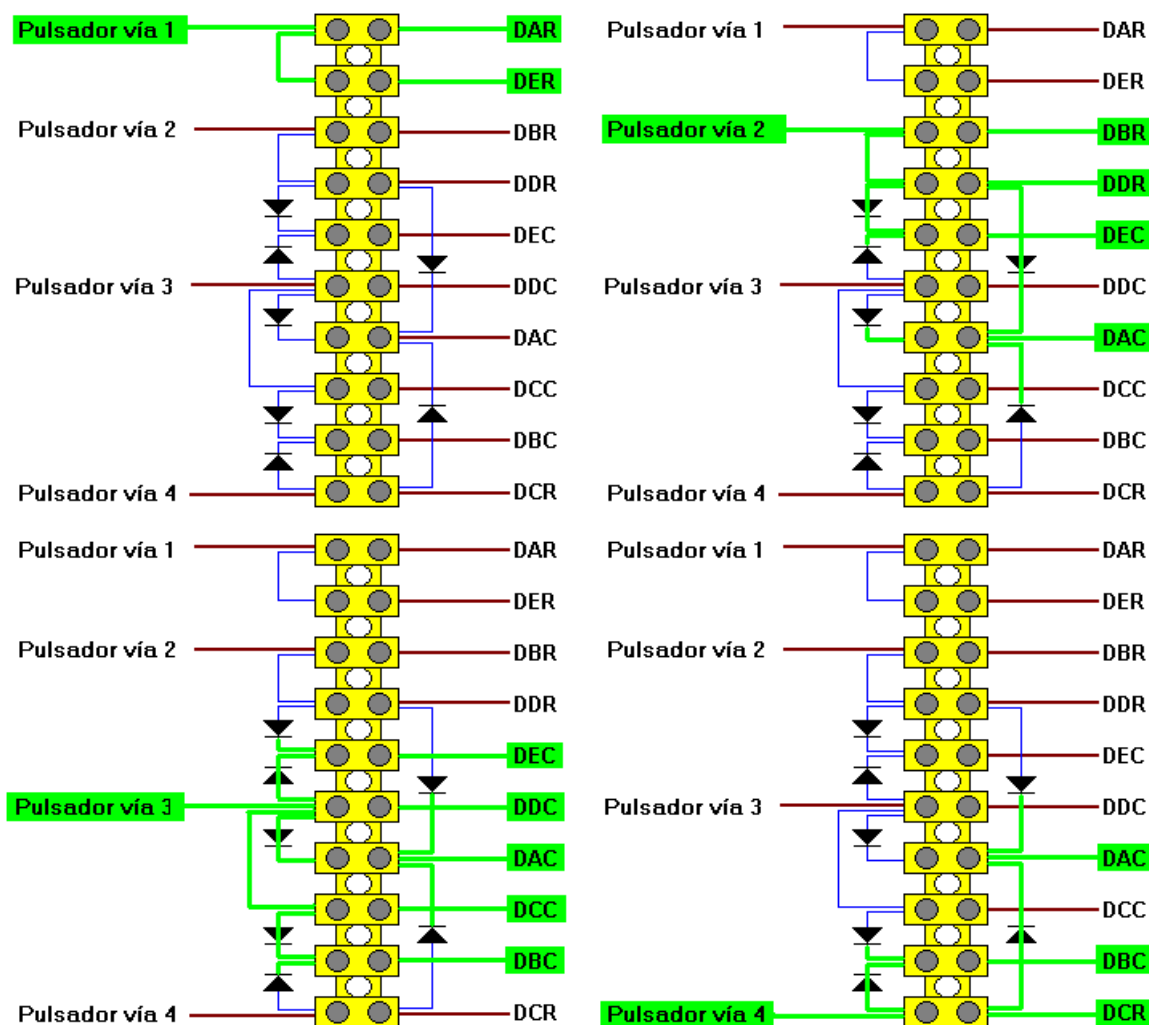 Pulsador vía 1 DAR
DER
Pulsador vía 2 DBR
DDR
DEC
Pulsador vía 3 DDC
DAC
DCC
DBC
Pulsador vía 4 DCR
Pulsador vía 1 DAR
DER
Pulsador vía 2 DBR
DDR
DEC
Pulsador vía 3 DDC
DAC
DCC
DBC
Pulsador vía 4 DCR
Pulsador vía 1 DAR
DER
Pulsador vía 2 DBR
DDR
DEC
Pulsador vía 3 DDC
DAC
DCC
DBC
Pulsador vía 4 DCR
Pulsador vía 1 DAR
DER
Pulsador vía 2 DBR
DDR
DEC
Pulsador vía 3 DDC
DAC
DCC
DBC
Pulsador vía 4 DCR